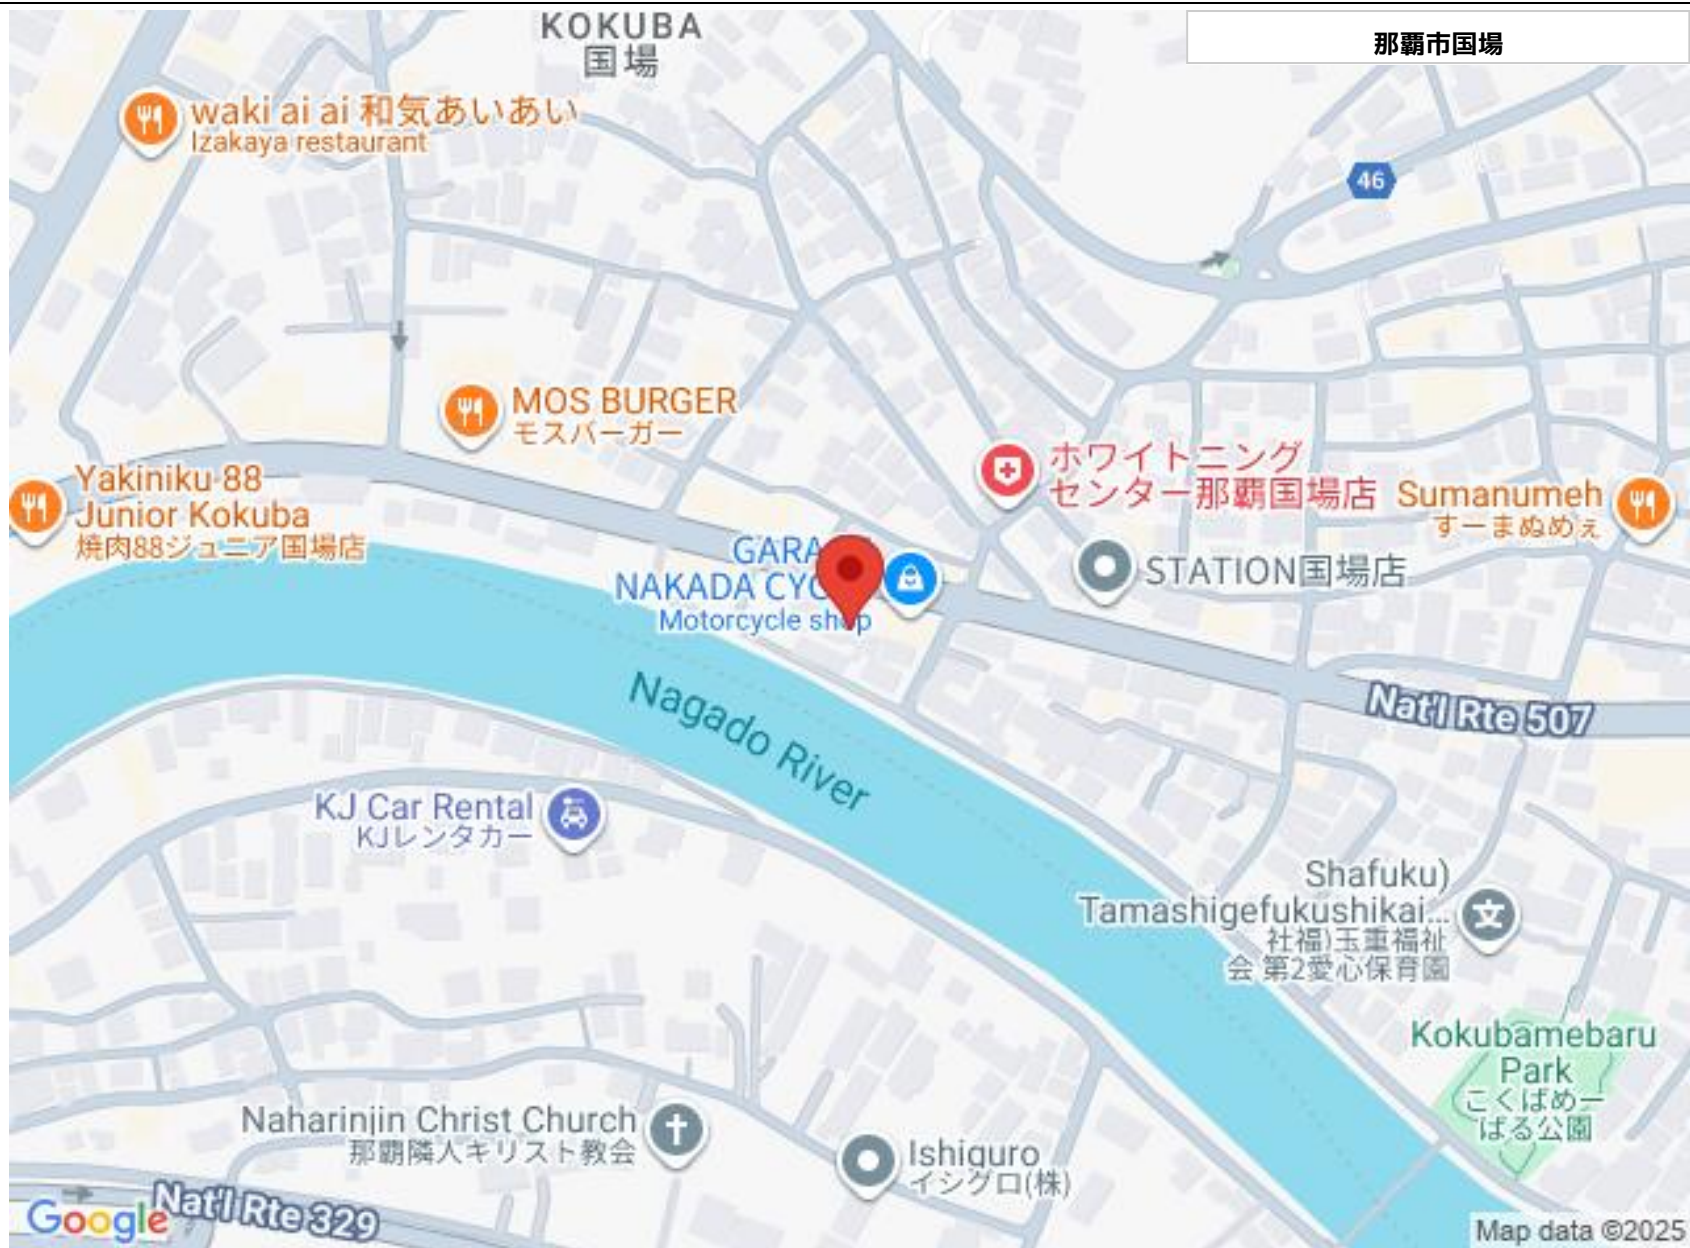 KOKUBA
国場
那覇市国場
waki ai ai 和気あいあい
Izakaya restaurant
46
MOS BURGER
モスバーガー
Yakiniku 88
Junior Kokuba
焼肉88ジュニア国場店
ホワイトニング
センター那覇国場店
Sumanumeh
すーまぬめぇ
GARA
NAKADA CYC
Motorcycle shop
STATION国場店
Nagado River
Nat'l Rte 507
KJ Car Rental
KJレンタカー
Shafuku)
Tamashigefukushikai...
社福)玉重福祉
会 第2愛心保育園
Kokubamebaru
Park
こくばめー
ばる公園
Naharinjin Christ Church
那覇隣人キリスト教会
Ishiguro
イシグロ(株)
Nat'l Rte 329
Google
Map data ©2025